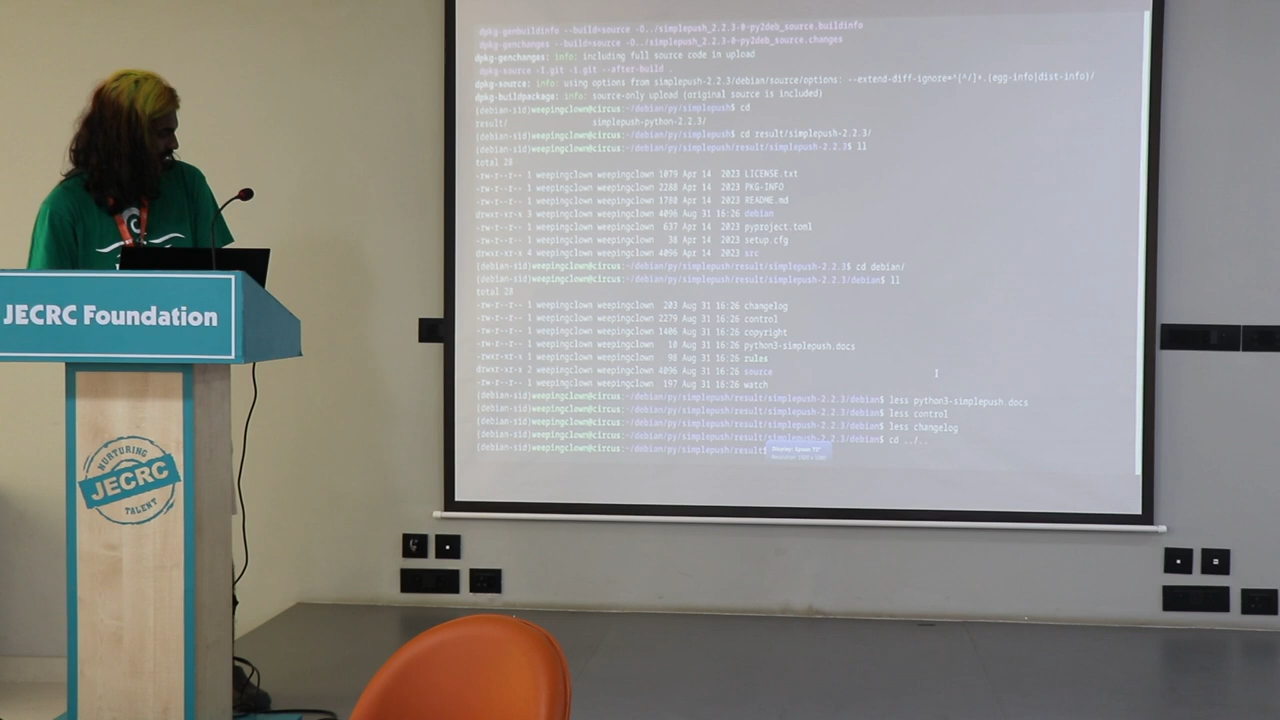 dpkg-genbuildinfo --build=source -O../simplepush_2.2.3-0~py2deb_source.buildinfo
dpkg-genchanges --build=source -O../simplepush_2.2.3-0~py2deb_source.changes
dpkg-genchanges: info: including full source code in upload
dpkg-source -I.git -i.git --after-build .
dpkg-source: info: using options from simplepush-2.2.3/debian/source/options: --extend-diff-ignore=^[^/]*.(egg-info|dist-info)/
dpkg-buildpackage: info: source-only upload (original source is included)
(debian-sid)weepingclown@circus:~/debian/py/simplepush$ cd
result/ simplepush-python-2.2.3/
(debian-sid)weepingclown@circus:~/debian/py/simplepush$ cd result/simplepush-2.2.3/
(debian-sid)weepingclown@circus:~/debian/py/simplepush/result/simplepush-2.2.3$ ll
total 28
-rw-r--r-- 1 weepingclown weepingclown 1079 Apr 14 2023 LICENSE.txt
-rw-r--r-- 1 weepingclown weepingclown 2288 Apr 14 2023 PKG-INFO
-rw-r--r-- 1 weepingclown weepingclown 1780 Apr 14 2023 README.md
drwxr-xr-x 3 weepingclown weepingclown 4096 Aug 31 16:26 debian
-rw-r--r-- 1 weepingclown weepingclown 637 Apr 14 2023 pyproject.toml
-rw-r--r-- 1 weepingclown weepingclown 38 Apr 14 2023 setup.cfg
drwxr-xr-x 4 weepingclown weepingclown 4096 Apr 14 2023 src
(debian-sid)weepingclown@circus:~/debian/py/simplepush/result/simplepush-2.2.3$ cd debian/
(debian-sid)weepingclown@circus:~/debian/py/simplepush/result/simplepush-2.2.3/debian$ ll
total 28
-rw-r--r-- 1 weepingclown weepingclown 203 Aug 31 16:26 changelog
-rw-r--r-- 1 weepingclown weepingclown 2279 Aug 31 16:26 control
-rw-r--r-- 1 weepingclown weepingclown 1406 Aug 31 16:26 copyright
-rw-r--r-- 1 weepingclown weepingclown 10 Aug 31 16:26 python3-simplepush.docs
-rwxr-xr-x 1 weepingclown weepingclown 98 Aug 31 16:26 rules
drwxr-xr-x 2 weepingclown weepingclown 4096 Aug 31 16:26 source
-rw-r--r-- 1 weepingclown weepingclown 197 Aug 31 16:26 watch
(debian-sid)weepingclown@circus:~/debian/py/simplepush/result/simplepush-2.2.3/debian$ less python3-simplepush.docs
(debian-sid)weepingclown@circus:~/debian/py/simplepush/result/simplepush-2.2.3/debian$ less control
(debian-sid)weepingclown@circus:~/debian/py/simplepush/result/simplepush-2.2.3/debian$ less changelog
(debian-sid)weepingclown@circus:~/debian/py/simplepush/result/simplepush-2.2.3/debian$ cd ../..
(debian-sid)weepingclown@circus:~/debian/py/simplepush/result$
Display: Epson
JECRC Foundation
NURTURING
JECRC
TALENT